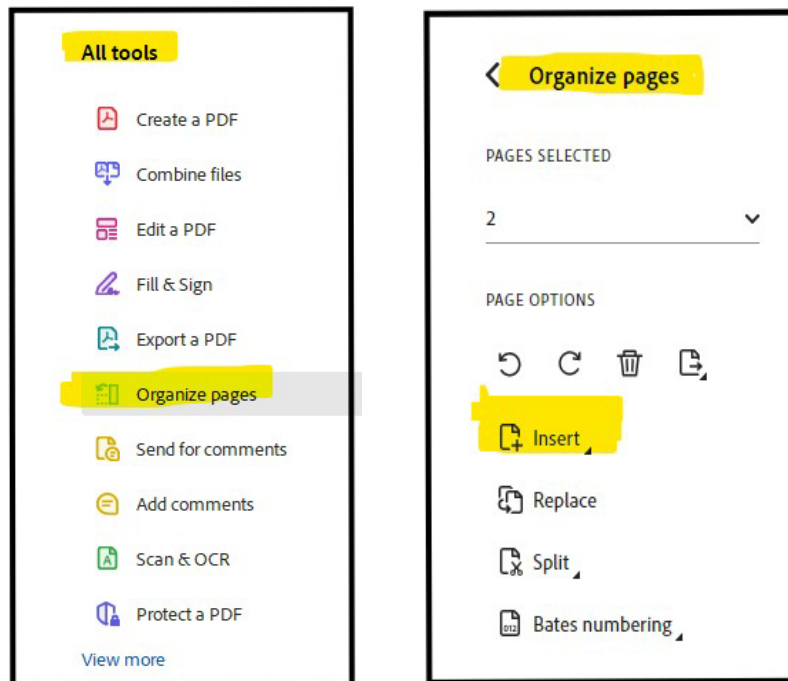 All tools
Create a PDF
Combine files
Edit a PDF
Fill & Sign
Export a PDF
Organize pages
Send for comments
Add comments
Scan & OCR
Protect a PDF
View more
Organize pages
PAGES SELECTED
2
PAGE OPTIONS
Insert
Replace
Split
Bates numbering